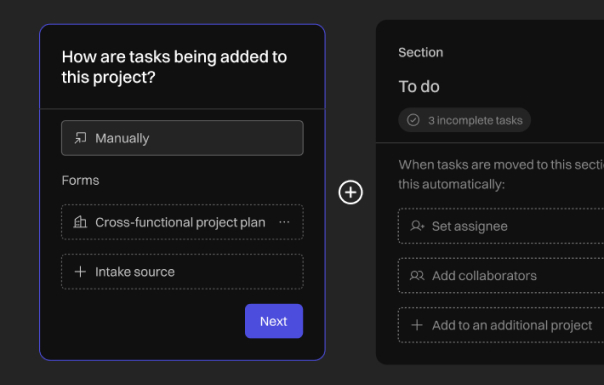 How are tasks being added to
this project?
Manually
Forms
Cross-functional project plan
Intake source
Next
Section
To do
3 incomplete tasks
When tasks are moved to this
this automatically:
Set assignee
Add collaborators
Add to an additional project